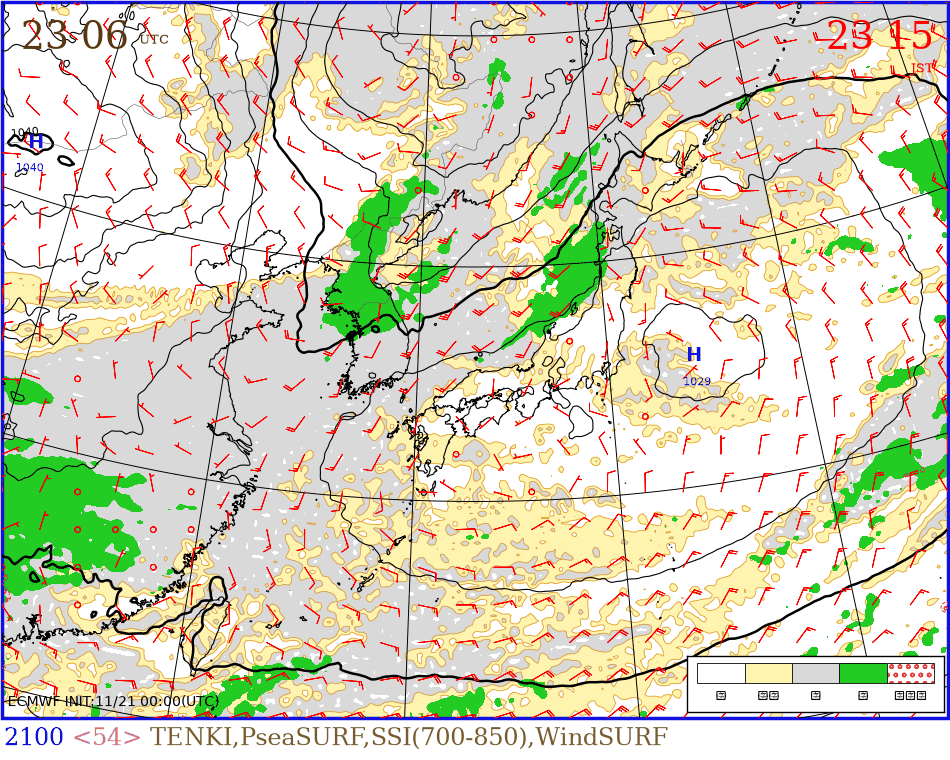 23 06 UTC
23 15 JST
1040
H
1040
H
1029
ECMWF INIT:11/21 00:00(UTC)
2100 <54> TENKI,PseaSURF,SSI(700-850),WindSURF